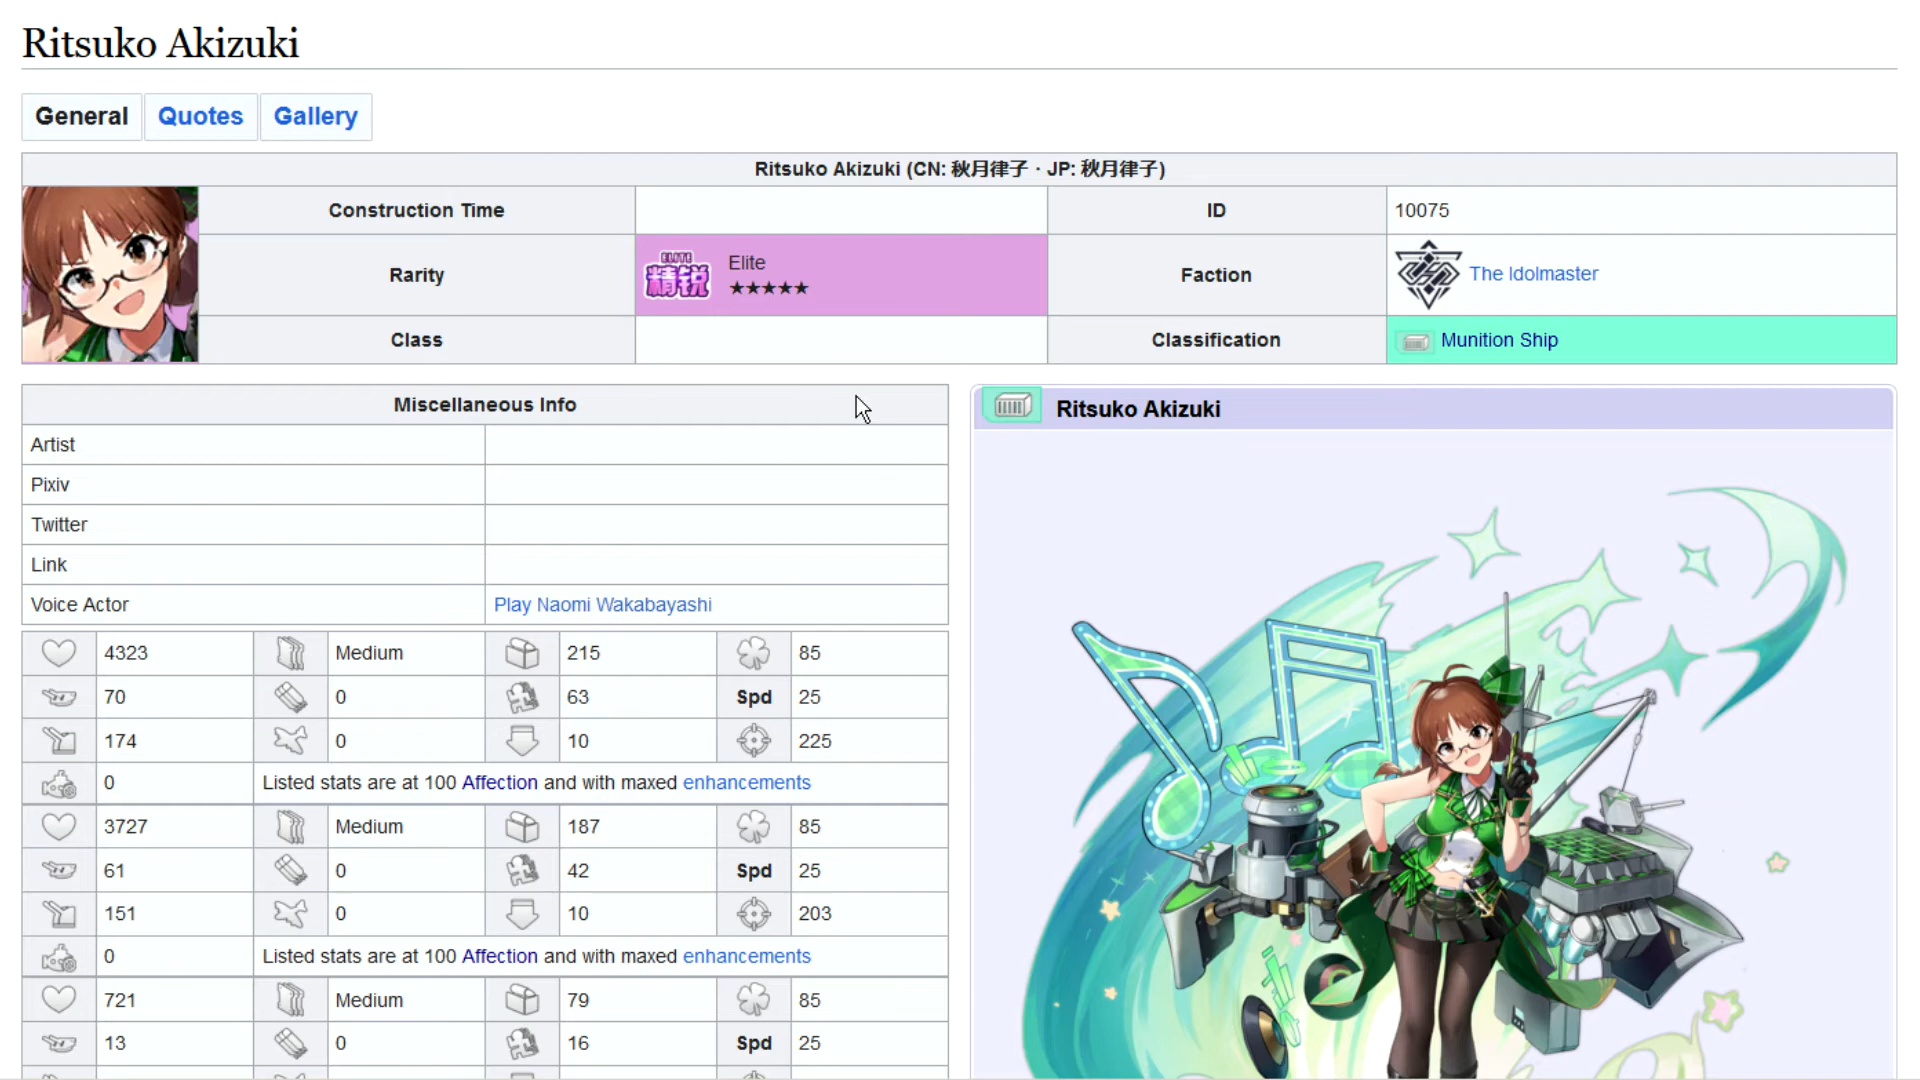 Ritsuko Akizuki
General Quotes Gallery
Ritsuko Akizuki (CN: 秋月律子 · JP: 秋月律子)
Construction Time ID 10075
Rarity ELITE 精锐 Elite ★★★★★ Faction The Idolmaster
Class Classification Munition Ship
Miscellaneous Info
Artist
Pixiv
Twitter
Link
Voice Actor Play Naomi Wakabayashi
4323 Medium 215 85
70 0 63 Spd 25
174 0 10 225
0 Listed stats are at 100 Affection and with maxed enhancements
3727 Medium 187 85
61 0 42 Spd 25
151 0 10 203
0 Listed stats are at 100 Affection and with maxed enhancements
721 Medium 79 85
13 0 16 Spd 25
Ritsuko Akizuki